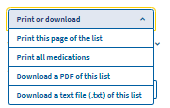 Print or download
Print this page of the list
Print all medications
Download a PDF of this list
Download a text file (.txt) of this list